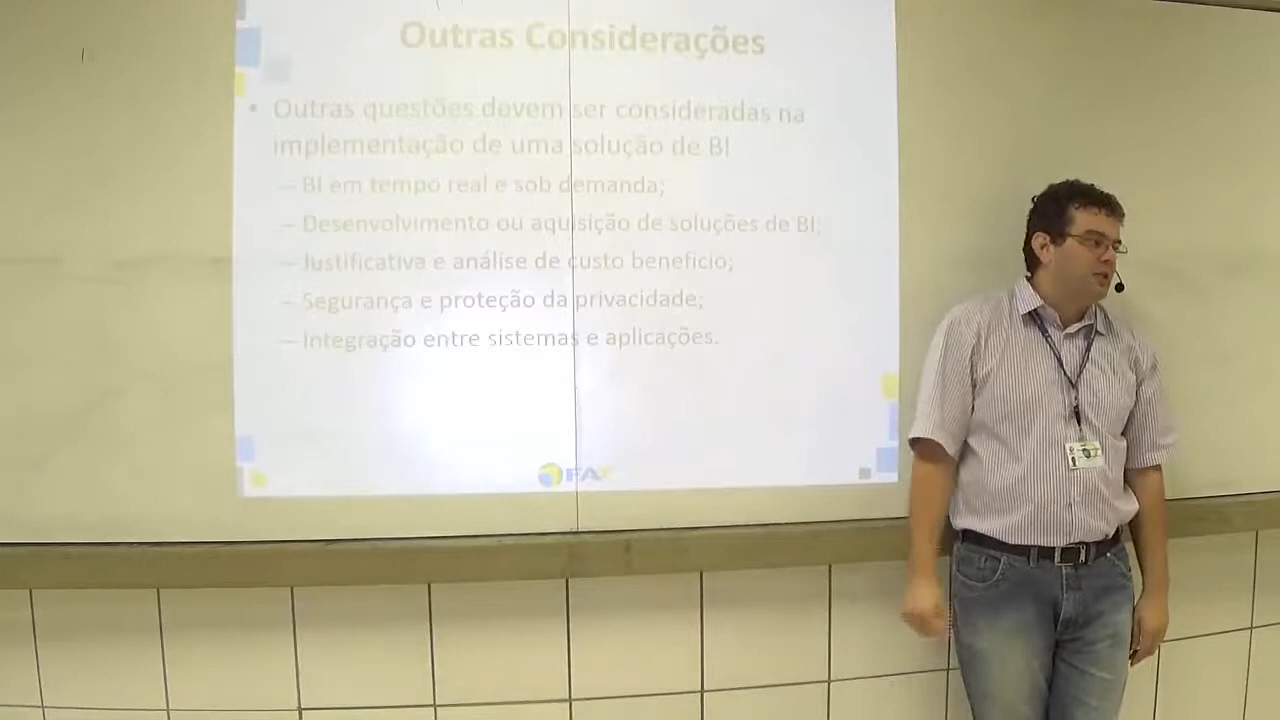 Outras Considerações
• Outras questões devem ser consideradas na
implementação de uma solução de BI
– BI em tempo real e sob demanda;
– Desenvolvimento ou aquisição de soluções de BI;
– Justificativa e análise de custo benefício;
– Segurança e proteção da privacidade;
– Integração entre sistemas e aplicações.